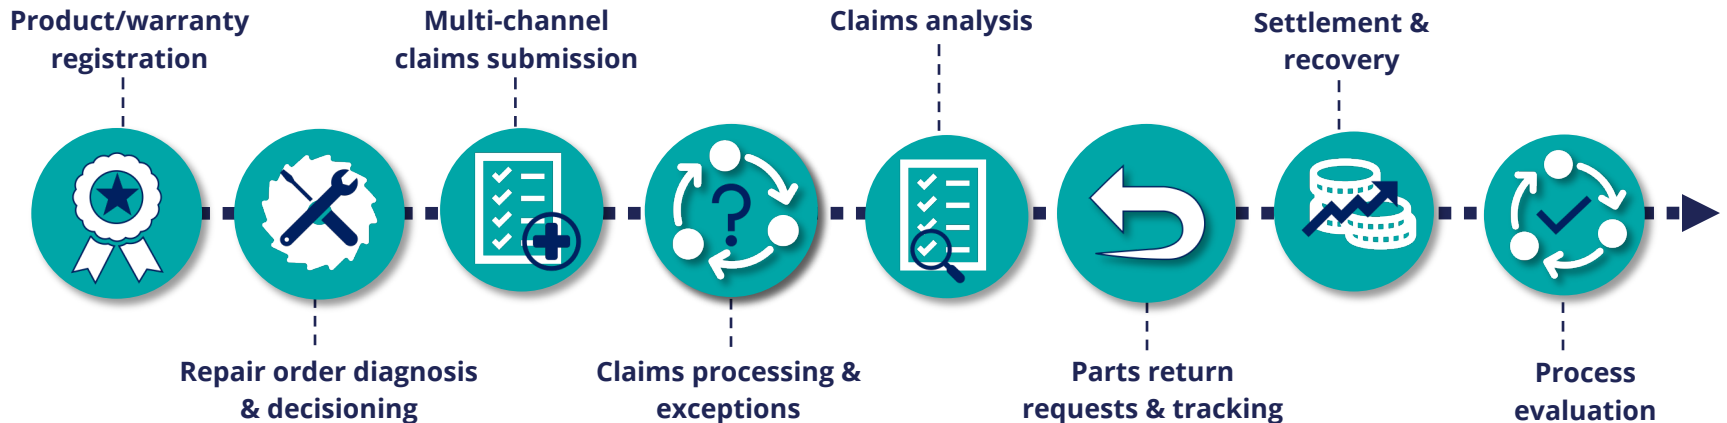 Product/warranty
registration
Repair order diagnosis
& decisioning
Multi-channel
claims submission
Claims processing &
exceptions
Claims analysis
Parts return
requests & tracking
Settlement &
recovery
Process
evaluation
?